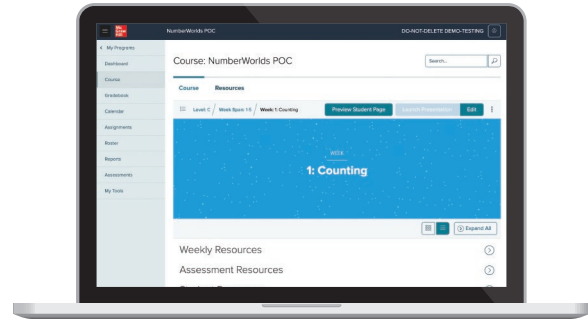 NumberWorlds POC
DO-NOT-DELETE DEMO-TESTING
My Programs
Dashboard
Course
Gradebook
Calendar
Assignments
Roster
Reports
Assessments
My Tools
Course: NumberWorlds POC
Search...
Course Resources
Level C / Week Span 1-5 / Week 1: Counting
Preview Student Page
Launch Presentation
Edit
WEEK
1: Counting
Expand All
Weekly Resources
Assessment Resources